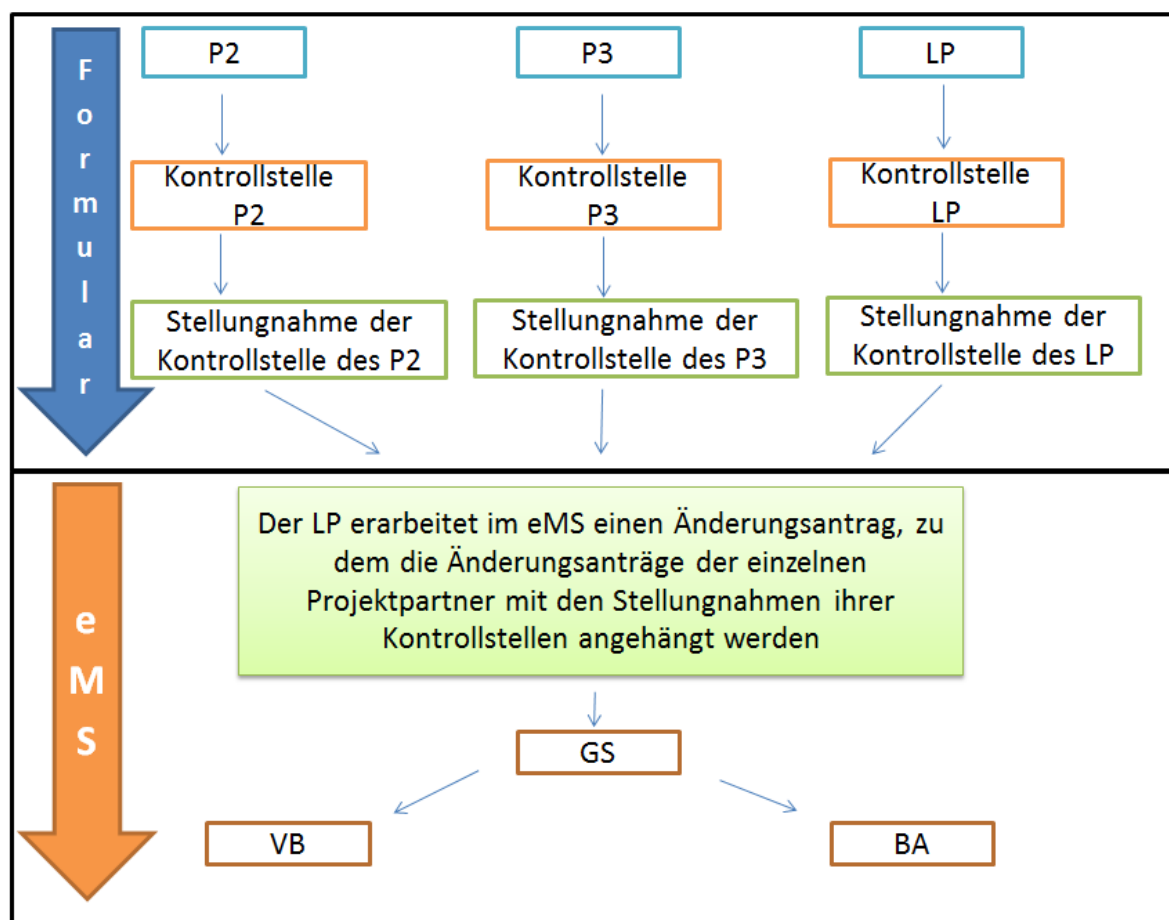 Formular
P2
P3
LP
Kontrollstelle
P2
Kontrollstelle
P3
Kontrollstelle
LP
Stellungnahme der
Kontrollstelle des P2
Stellungnahme der
Kontrollstelle des P3
Stellungnahme der
Kontrollstelle des LP
eMS
Der LP erarbeitet im eMS einen Änderungsantrag, zu
dem die Änderungsanträge der einzelnen
Projektpartner mit den Stellungnahmen ihrer
Kontrollstellen angehängt werden
GS
VB
BA